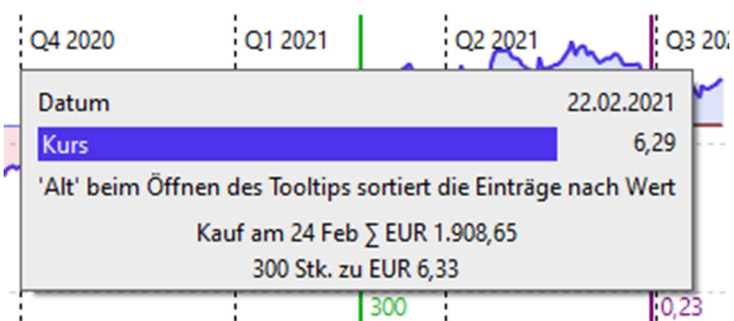 Q4 2020 Q1 2021 Q2 2021 Q3 202
Datum 22.02.2021
Kurs 6,29
'Alt' beim Öffnen des Tooltips sortiert die Einträge nach Wert
Kauf am 24 Feb ∑ EUR 1.908,65
300 Stk. zu EUR 6,33
300 0,23